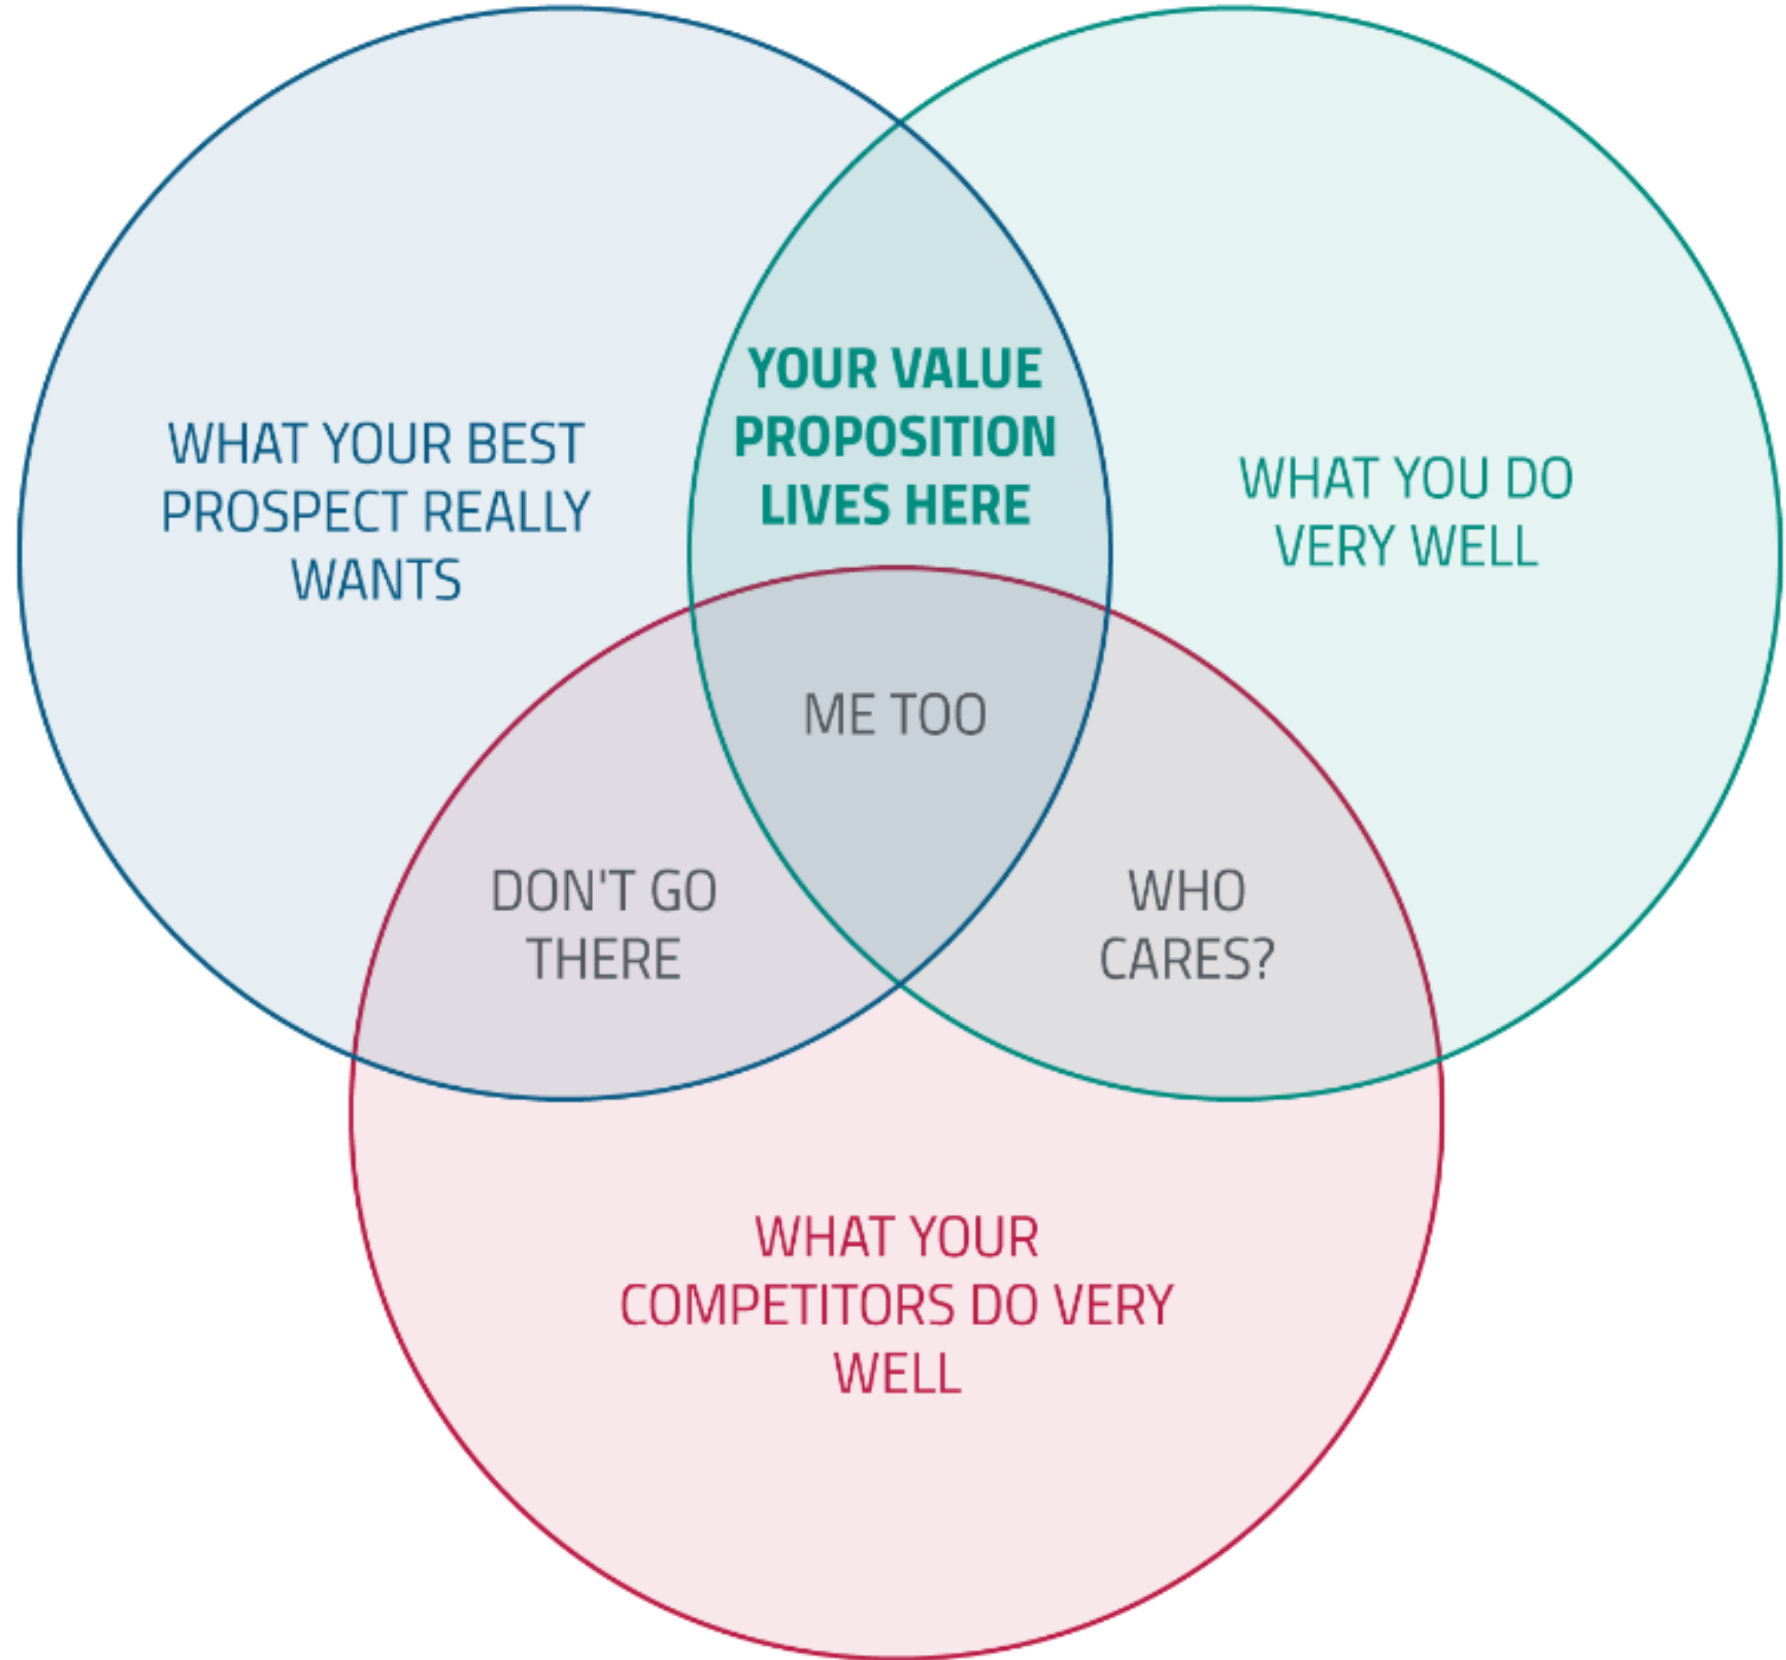 YOUR VALUE
PROPOSITION
LIVES HERE
WHAT YOUR BEST
PROSPECT REALLY
WANTS
WHAT YOU DO
VERY WELL
ME TOO
DON'T GO
THERE
WHO
CARES?
WHAT YOUR
COMPETITORS DO VERY
WELL